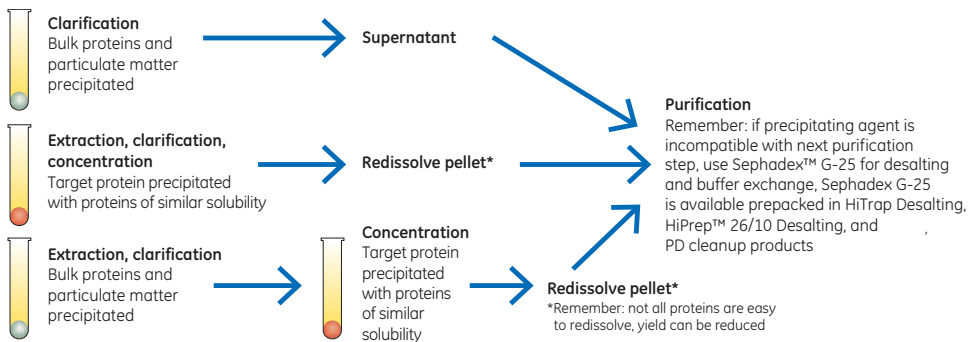 Clarification
Bulk proteins and
particulate matter
precipitated
Supernatant
Extraction, clarification,
concentration
Target protein precipitated
with proteins of similar solubility
Redissolve pellet*
Extraction, clarification
Bulk proteins and
particulate matter
precipitated
Concentration
Target protein
precipitated
with proteins
of similar
solubility
Redissolve pellet*
*Remember: not all proteins are easy
to redissolve, yield can be reduced
Purification
Remember: if precipitating agent is
incompatible with next purification
step, use Sephadex™ G-25 for desalting
and buffer exchange, Sephadex G-25
is available prepacked in HiTrap Desalting,
HiPrep™ 26/10 Desalting, and ,
PD cleanup products